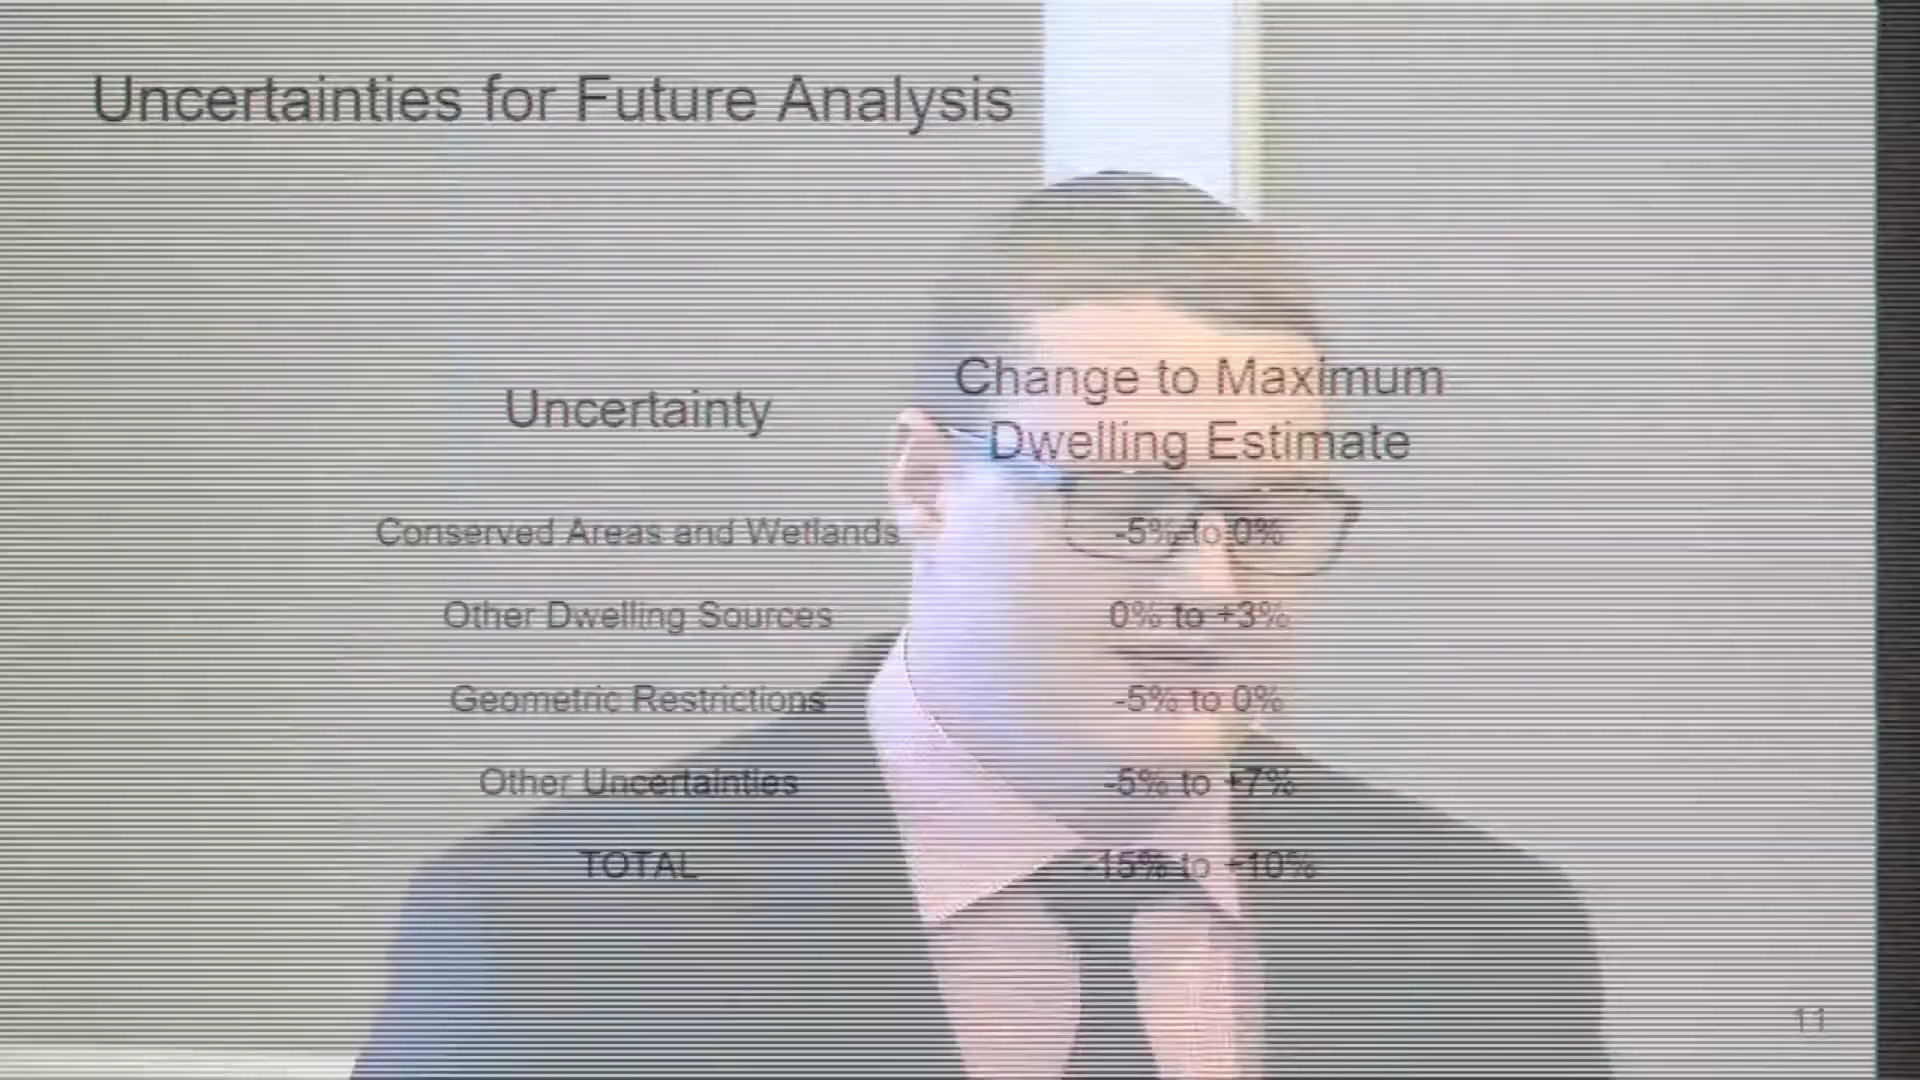 Uncertainties for Future Analysis
Uncertainty
Change to Maximum
Dwelling Estimate
Conserved Areas and Wetlands
-5% to 0%
Other Dwelling Sources
0% to +3%
Geometric Restrictions
-5% to 0%
Other Uncertainties
-5% to +7%
TOTAL
-15% to +10%
11